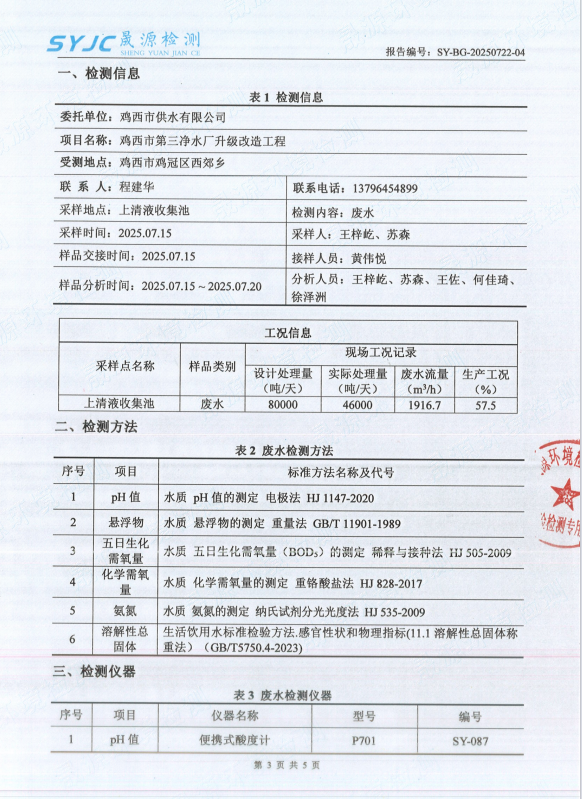 SYJC 晟源检测
SHENG YUAN JIAN CE
报告编号：SY-BG-20250722-04
一、检测信息
表1 检测信息
委托单位：鸡西市供水有限公司
项目名称：鸡西市第三净水厂升级改造工程
受测地点：鸡西市鸡冠区西郊乡
联 系 人：程建华 联系电话：13796454899
采样地点：上清液收集池 检测内容：废水
采样时间：2025.07.15 采样人：王梓屹、苏森
样品交接时间：2025.07.15 接样人员：黄伟悦
样品分析时间：2025.07.15～2025.07.20 分析人员：王梓屹、苏森、王佐、何佳琦、
徐泽洲
工况信息
采样点名称 样品类别 现场工况记录
设计处理量 实际处理量 废水流量 生产工况
（吨/天） （吨/天） （m³/h） （%）
上清液收集池 废水 80000 46000 1916.7 57.5
二、检测方法
表2 废水检测方法
序号 项目 标准方法名称及代号
1 pH 值 水质 pH 值的测定 电极法 HJ 1147-2020
2 悬浮物 水质 悬浮物的测定 重量法 GB/T 11901-1989
3 五日生化
需氧量 水质 五日生化需氧量（BOD₅）的测定 稀释与接种法 HJ 505-2009
4 化学需氧
量 水质 化学需氧量的测定 重铬酸盐法 HJ 828-2017
5 氨氮 水质 氨氮的测定 纳氏试剂分光光度法 HJ 535-2009
6 溶解性总
固体 生活饮用水标准检验方法.感官性状和物理指标(11.1 溶解性总固体称
重法）（GB/T5750.4-2023)
三、检测仪器
表3 废水检测仪器
序号 项目 仪器名称 型号 编号
1 pH 值 便携式酸度计 P701 SY-087
第 3 页 共 5 页
环境检
检测专用